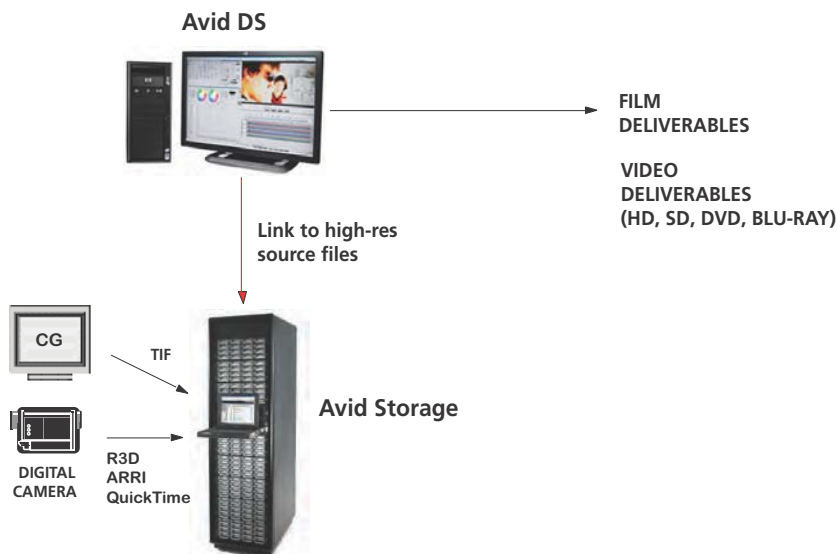 Avid DS
FILM
DELIVERABLES
VIDEO
DELIVERABLES
(HD, SD, DVD, BLU-RAY)
Link to high-res
source files
CG
TIF
Avid Storage
DIGITAL
CAMERA
R3D
ARRI
QuickTime